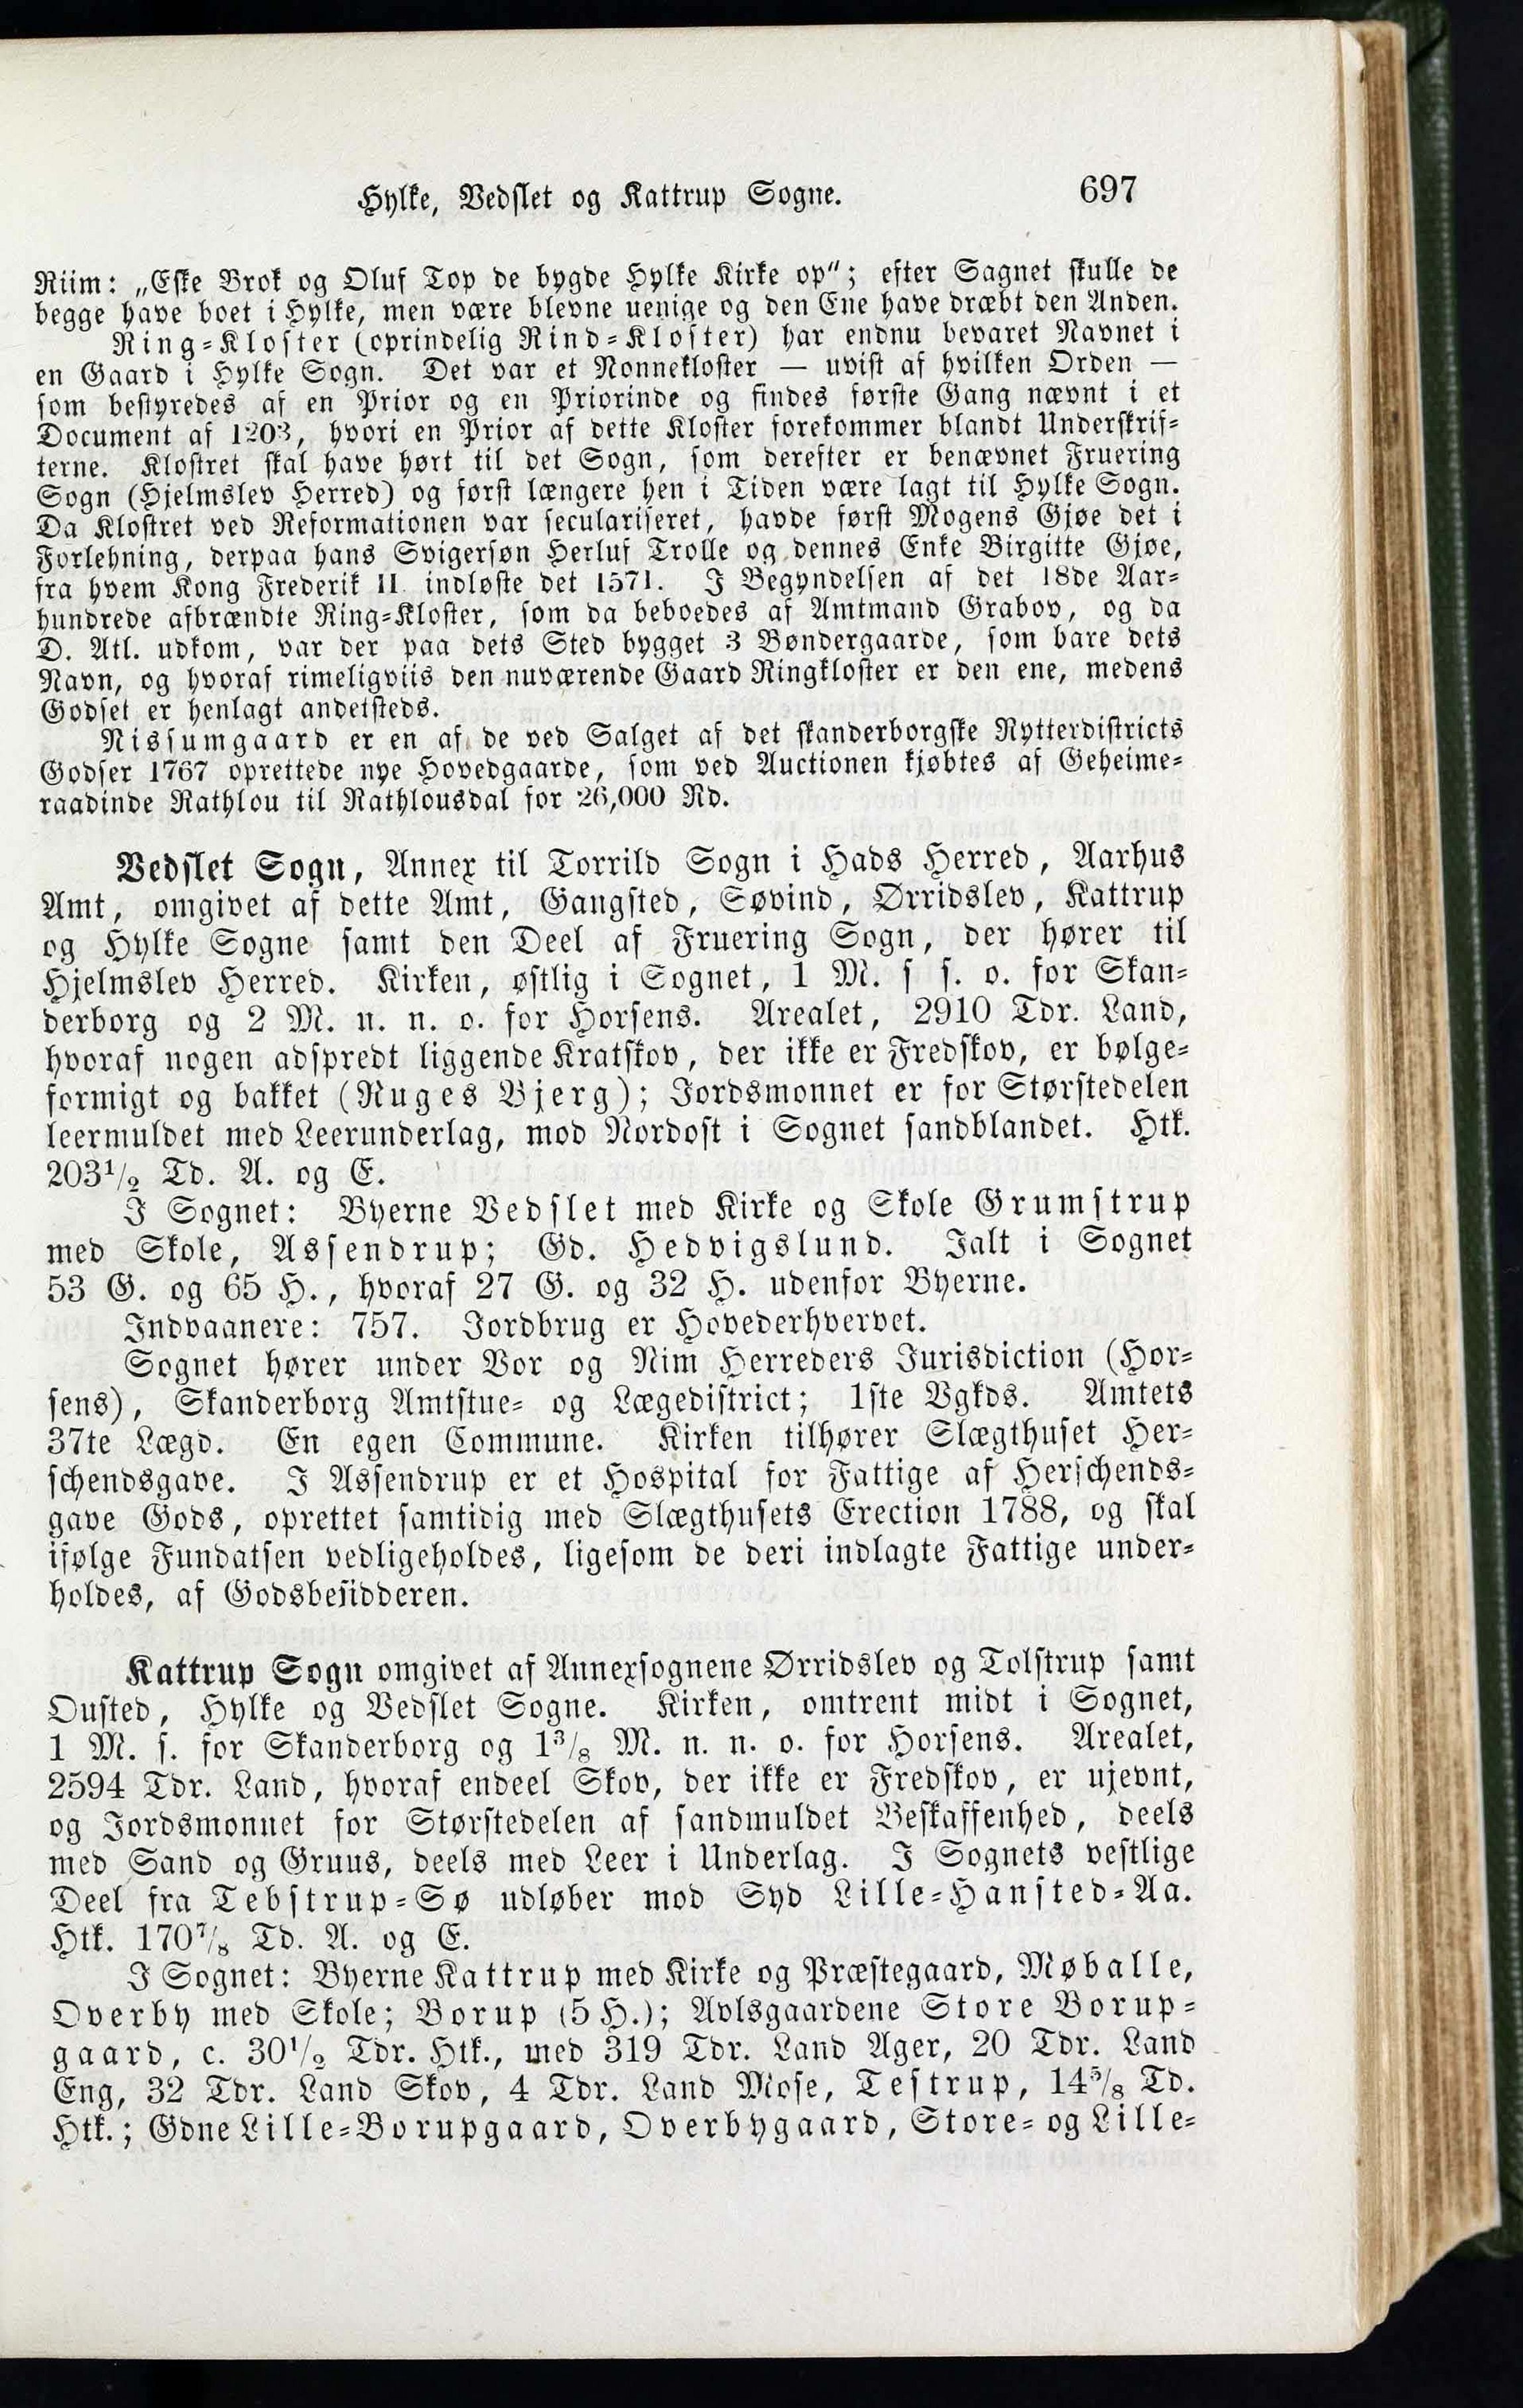 Hylke, Vedslet og Kattrup Sogne. 697
Riim: „Eske Brok og Oluf Top de bygde Hylke Kirke op“; efter Sagnet skulle de
begge have boet i Hylke, men være blevne uenige og den Ene have dræbt den Anden.
Ring-Kloster (oprindelig Rind-Kloster) har endnu bevaret Navnet i
en Gaard i Hylke Sogn. Det var et Nonnekloster — uvist af hvilken Orden —
som bestyredes af en Prior og en Priorinde og findes første Gang nævnt i et
Document af 1203, hvori en Prior af dette Kloster forekommer blandt Underskrif-
terne. Klostret skal have hørt til det Sogn, som derefter er benævnet Fruering
Sogn (Hjelmslev Herred) og først længere hen i Tiden være lagt til Hylke Sogn.
Da Klostret ved Reformationen var seculariseret, havde først Mogens Gjøe det i
Forlehning, derpaa hans Svigersøn Herluf Trolle og dennes Enke Birgitte Gjøe,
fra hvem Kong Frederik II indløste det 1571. I Begyndelsen af det 18de Aar-
hundrede afbrændte Ring-Kloster, som da beboedes af Amtmand Grabov, og da
D. Atl. udkom, var der paa dets Sted bygget 3 Bøndergaarde, som bare dets
Navn, og hvoraf rimeligviis den nuværende Gaard Ringkloster er den ene, medens
Godset er henlagt andetsteds.
Nissumgaard er en af de ved Salget af det skanderborgske Rytterdistricts
Godser 1767 oprettede nye Hovedgaarde, som ved Auctionen kjøbtes af Geheime-
raadinde Rathlou til Rathlousdal for 26,000 Rd.
Vedslet Sogn, Annex til Torrild Sogn i Hads Herred, Aarhus
Amt, omgivet af dette Amt, Gangsted, Søvind, Ørridslev, Kattrup
og Hylke Sogne samt den Deel af Fruering Sogn, der hører til
Hjelmslev Herred. Kirken, østlig i Sognet, 1 M. s s. o. for Skan-
derborg og 2 M. n. n. o. for Horsens. Arealet, 2910 Tdr. Land,
hvoraf nogen adspredt liggende Kratskov, der ikke er Fredskov, er bølge-
formigt og bakket (Ruges Bjerg); Jordsmonnet er for Størstedelen
leermuldet med Leerunderlag, mod Nordost i Sognet sandblandet. Htk.
203½ Td. A. og E.
I Sognet: Byerne Vedslet med Kirke og Skole Grumstrup
med Skole, Assendrup; Gd. Hedvigslund. Ialt i Sognet
53 G. og 65 H., hvoraf 27 G. og 32 H. udenfor Byerne.
Indvaanere: 757. Jordbrug er Hovederhvervet.
Sognet hører under Vor og Nim Herreders Jurisdiction (Hor-
sens), Skanderborg Amtstue- og Lægedistrict; 1ste Vgkds. Amtets
37te Lægd. En egen Commune. Kirken tilhører Slægthuset Her-
schendsgave. I Assendrup er et Hospital for Fattige af Herschends-
gave Gods, oprettet samtidig med Slægthusets Erection 1788, og skal
ifølge Fundatsen vedligeholdes, ligesom de deri indlagte Fattige under-
holdes, af Godsbesidderen.
Kattrup Sogn omgivet af Annexsognene Ørridslev og Tolstrup samt
Ousted, Hylke og Vedslet Sogne. Kirken, omtrent midt i Sognet,
1 M. s. for Skanderborg og 1⅜ M. n. n. o. for Horsens. Arealet,
2594 Tdr. Land, hvoraf endeel Skov, der ikke er Fredskov, er ujevnt,
og Jordsmonnet for Størstedelen af sandmuldet Beskaffenhed, deels
med Sand og Gruus, deels med Leer i Underlag. I Sognets vestlige
Deel fra Tebstrup-Sø udløber mod Syd Lille-Hansted-Aa.
Htk. 170⅞ Td. A. og E.
I Sognet: Byerne Kattrup med Kirke og Præstegaard, Møballe,
Overby med Skole; Borup (5 H.); Avlsgaardene Store Borup-
gaard, c. 30½ Tdr. Htk., med 319 Tdr. Land Ager, 20 Tdr. Land
Eng, 32 Tdr. Land Skov, 4 Tdr. Land Mose, Testrup, 14⅝ Td.
Htk.; Gdne Lille-Borupgaard, Overbygaard, Store- og Lille-